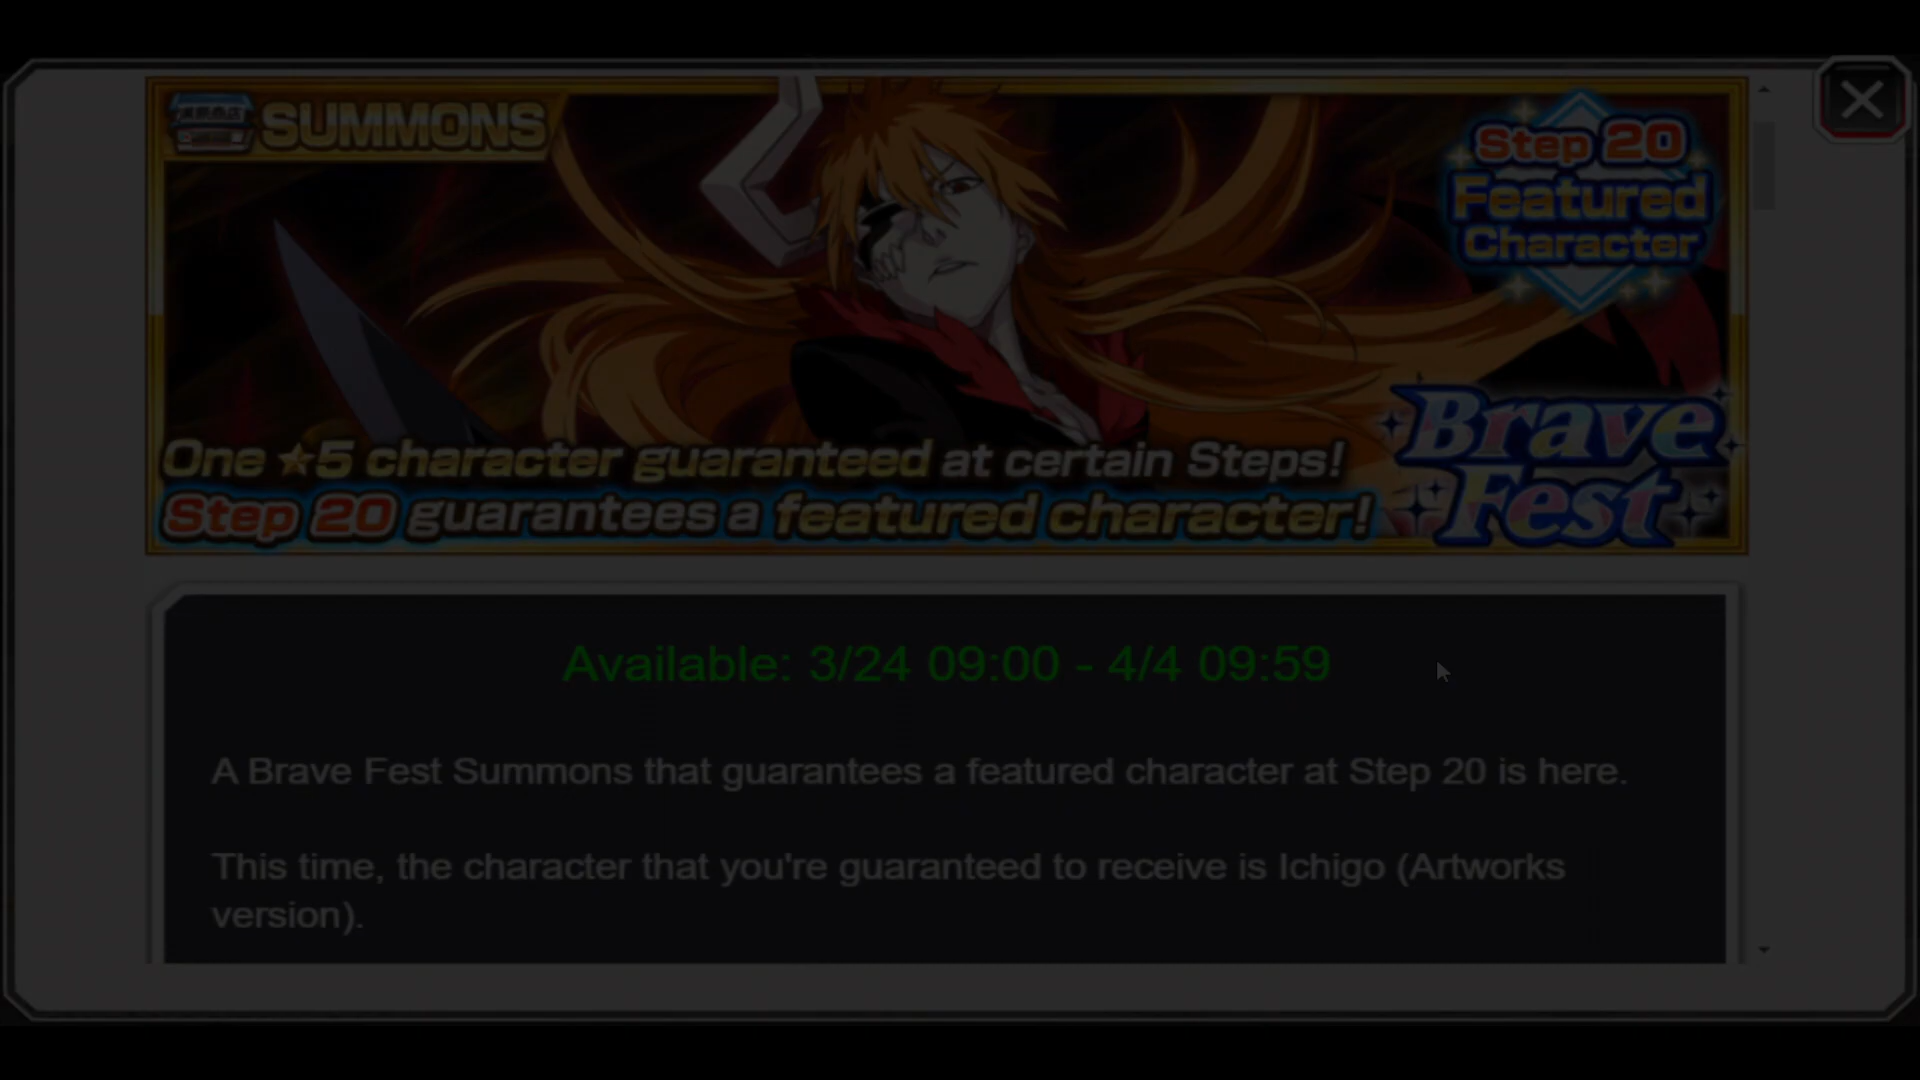 SUMMONS
Step 20
Featured
Character
One ★5 character guaranteed at certain Steps!
Step 20 guarantees a featured character!
Brave
Fest
Available: 3/24 09:00 - 4/4 09:59
A Brave Fest Summons that guarantees a featured character at Step 20 is here.
This time, the character that you're guaranteed to receive is Ichigo (Artworks
version).